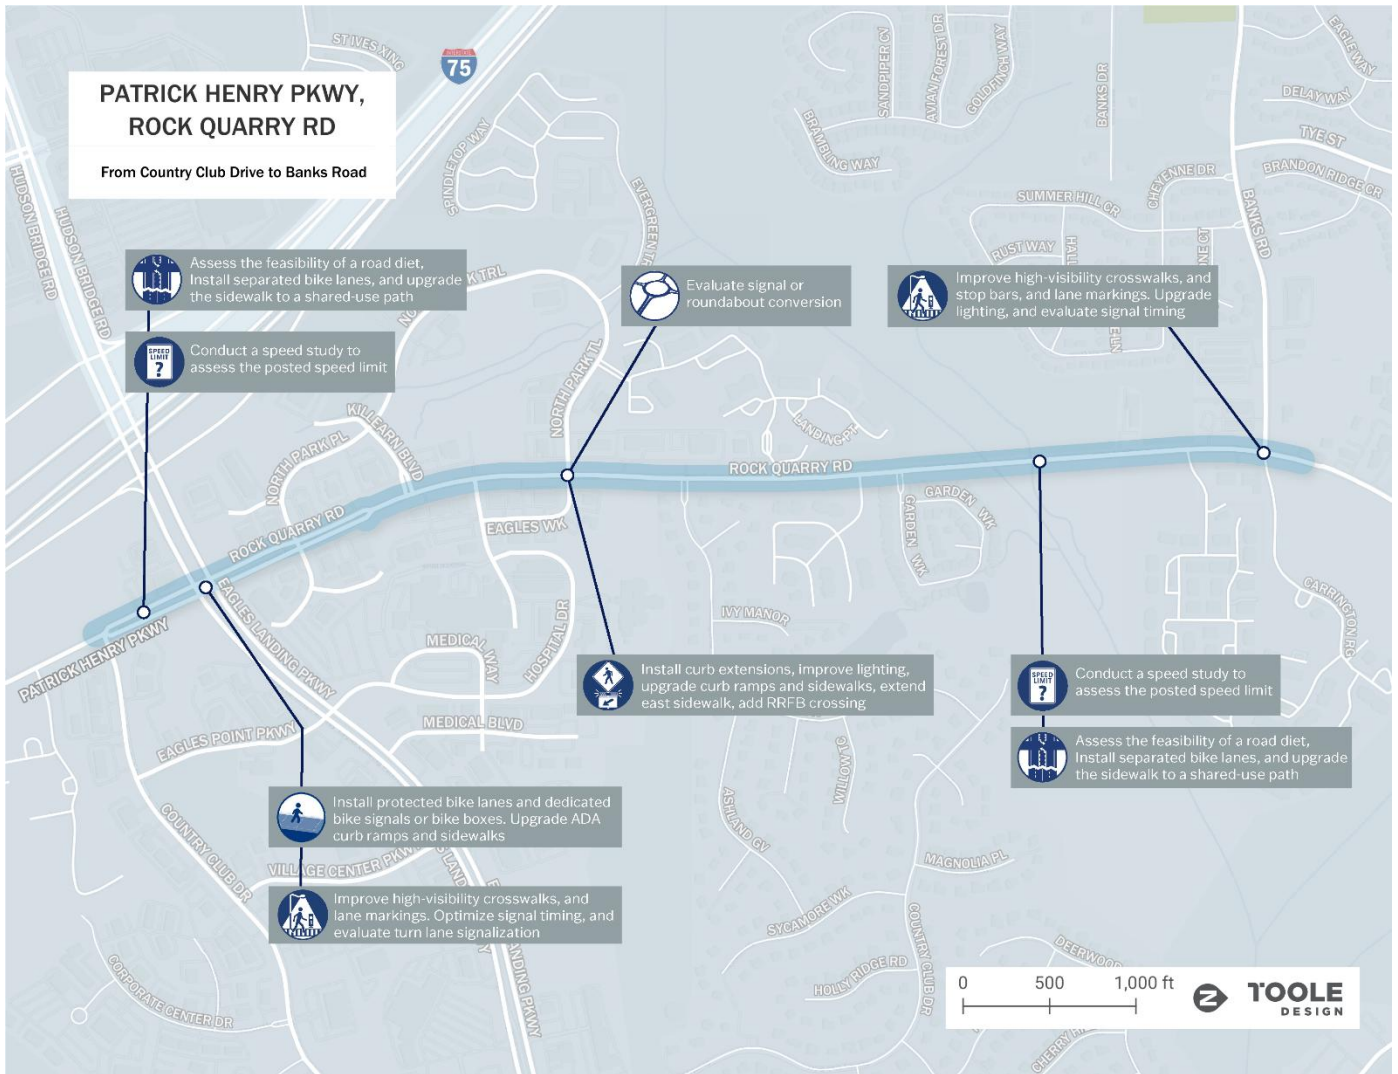 PATRICK HENRY PKWY,
ROCK QUARRY RD
From Country Club Drive to Banks Road
ST IVES XING
INTERSTATE
75
SPINDLETOP WAY
EVERGREEN
SANDPIPER CV
AVIAN FOREST DR
GOLDFINCH WAY
BRAMBLING WAY
BANKS DR
EAGLE WAY
DELAY WAY
TYE ST
BRANDON RIDGE CR
CHEYENNE DR
SUMMER HILL CR
RUST WAY
BANKS RD
HUDSON BRIDGE RD
HUDSON BRIDGE RD
Assess the feasibility of a road diet,
Install separated bike lanes, and upgrade
the sidewalk to a shared-use path
SPEED
LIMIT
?
Conduct a speed study to
assess the posted speed limit
Evaluate signal or
roundabout conversion
Improve high-visibility crosswalks, and
stop bars, and lane markings. Upgrade
lighting, and evaluate signal timing
NORTH PARK TL
KILLEARN BLVD
NORTH PARK PL
LANDING PT
ROCK QUARRY RD
ROCK QUARRY RD
EAGLES WK
GARDEN WK
GARDEN WK
PATRICK HENRY PKWY
EAGLES LANDING PKWY
MEDICAL WAY
HOSPITAL DR
IVY MANOR
CARRINGTON RG
EAGLES POINT PKWY
MEDICAL BLVD
Install curb extensions, improve lighting,
upgrade curb ramps and sidewalks, extend
east sidewalk, add RRFB crossing
SPEED
LIMIT
?
Conduct a speed study to
assess the posted speed limit
Assess the feasibility of a road diet,
Install separated bike lanes, and upgrade
the sidewalk to a shared-use path
Install protected bike lanes and dedicated
bike signals or bike boxes. Upgrade ADA
curb ramps and sidewalks
Improve high-visibility crosswalks, and
lane markings. Optimize signal timing, and
evaluate turn lane signalization
COUNTRY CLUB DR
VILLAGE CENTER PKWY
CORPORATE CENTER DR
WILLOW CT
ASHLAND GV
MAGNOLIA PL
SYCAMORE WK
HOLLY RIDGE RD
COUNTRY CLUB DR
DEERWOOD
CHERRY
0 500 1,000 ft
Z
TOOLE
DESIGN